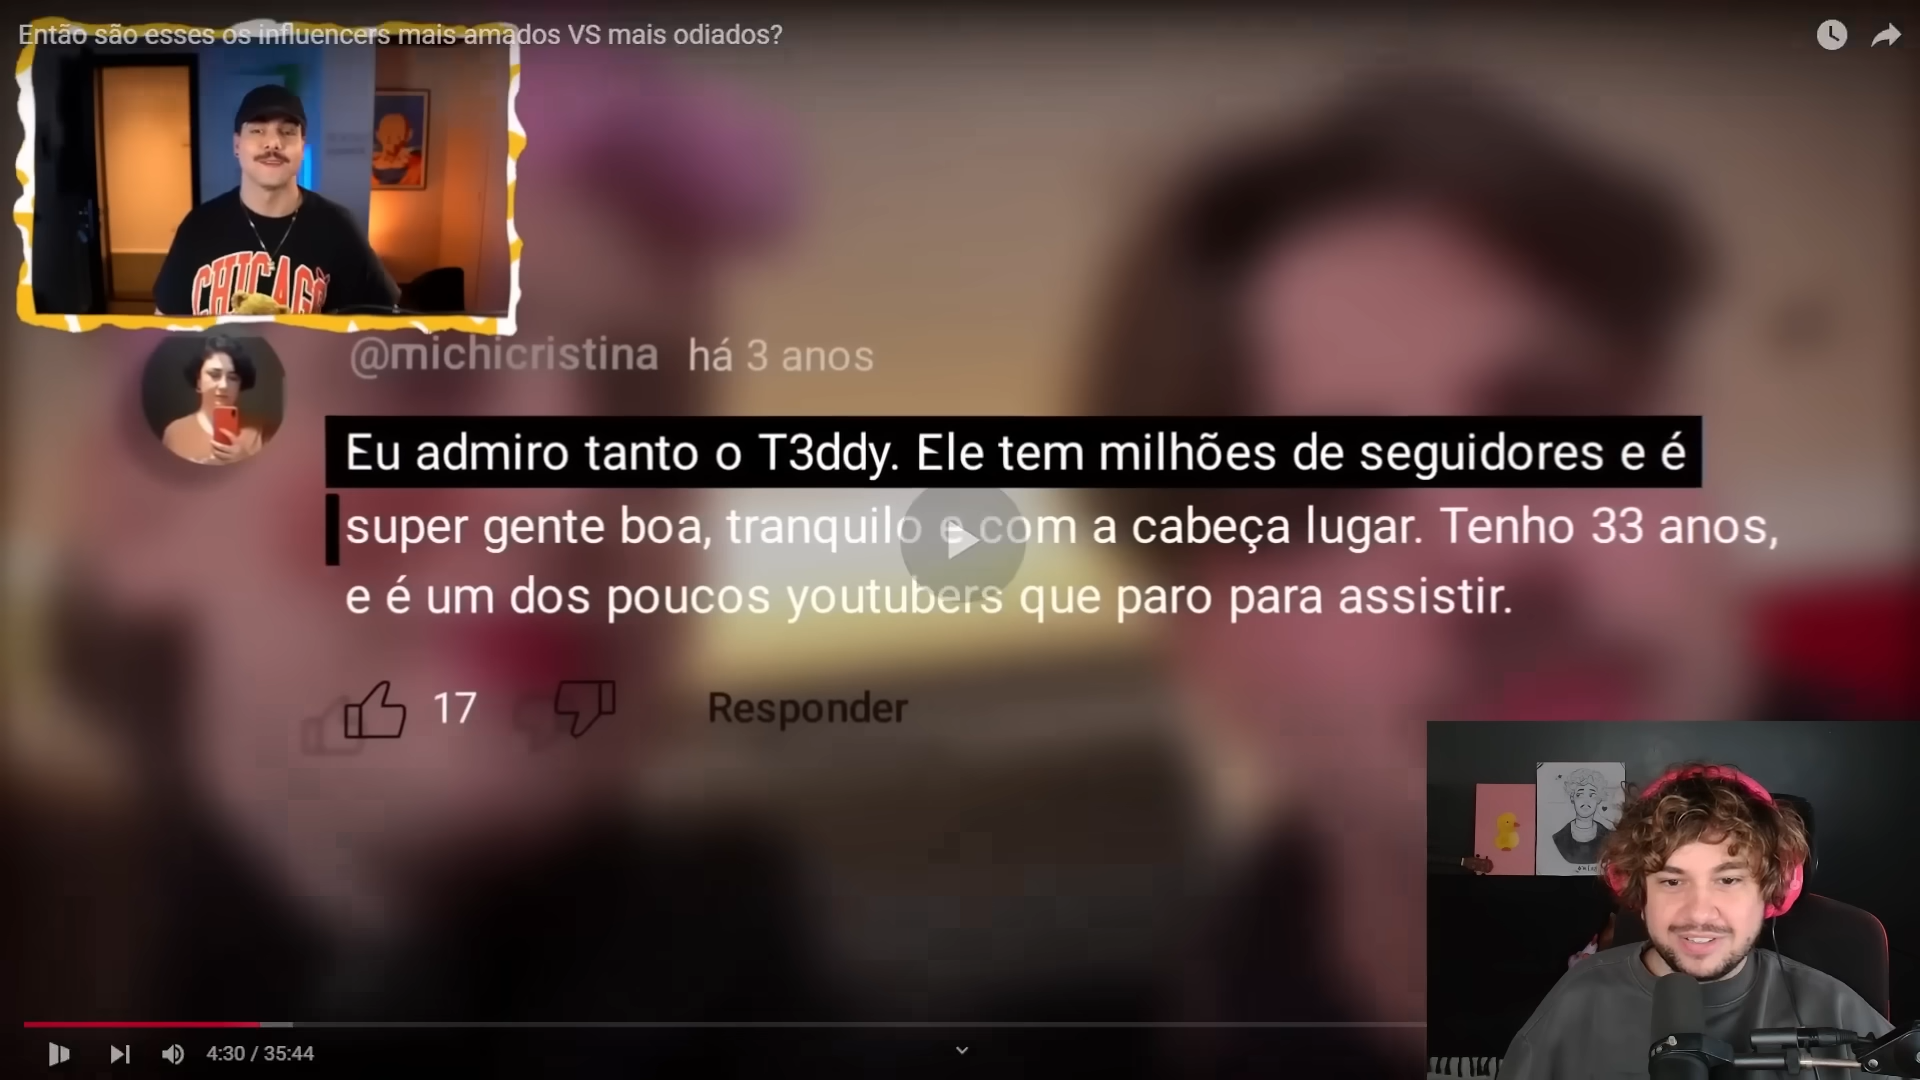 Então são esses os influencers mais amados VS mais odiados?
CHICAGO
@michicristina há 3 anos
Eu admiro tanto o T3ddy. Ele tem milhões de seguidores e é
super gente boa, tranquilo e com a cabeça lugar. Tenho 33 anos,
e é um dos poucos youtubers que paro para assistir.
17 Responder
4:30 / 35:44